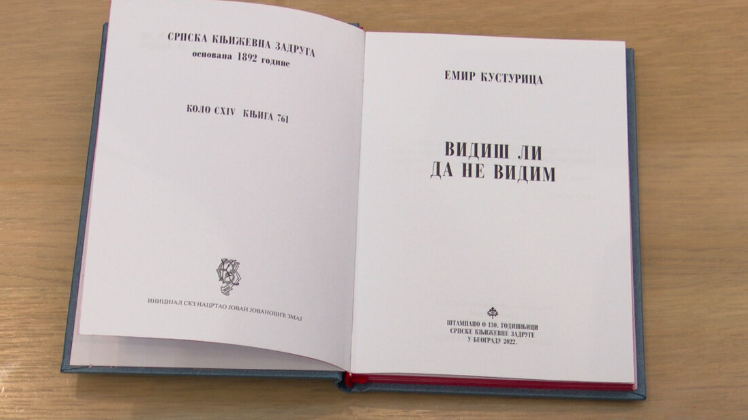 СРПСКА КЊИЖЕВНА ЗАДРУГА
основана 1892 године
КОЛО CXIV КЊИГА 761
ИНИЦИЈАЛ СКЗ НАЦРТАО ЈОВАН ЈОВАНОВИЋ ЗМАЈ
ЕМИР КУСТУРИЦА
ВИДИШ ЛИ
ДА НЕ ВИДИМ
ШТАМПАНО О 130. ГОДИШЊИЦИ
СРПСКЕ КЊИЖЕВНЕ ЗАДРУГЕ
У БЕОГРАДУ 2022.